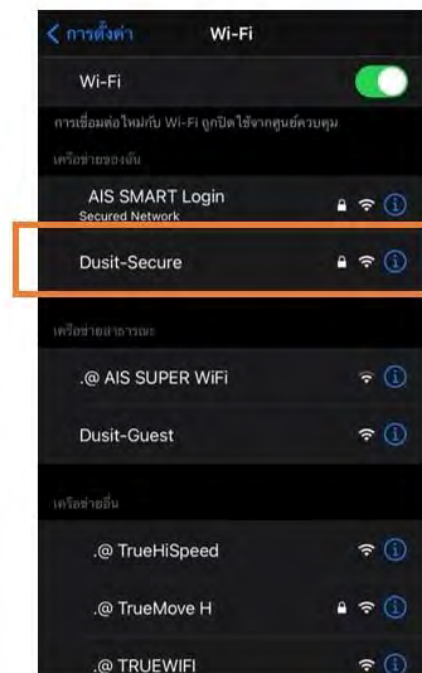 การตั้งค่า Wi-Fi
Wi-Fi
การเชื่อมต่อใหม่กับ Wi-Fi ถูกปิดใช้จากศูนย์ควบคุม
เครือข่ายของฉัน
AIS SMART Login
Secured Network
Dusit-Secure
เครือข่ายสาธารณะ
.@ AIS SUPER WiFi
Dusit-Guest
เครือข่ายอื่น
.@ TrueHiSpeed
.@ TrueMove H
.@ TRUEWIFI